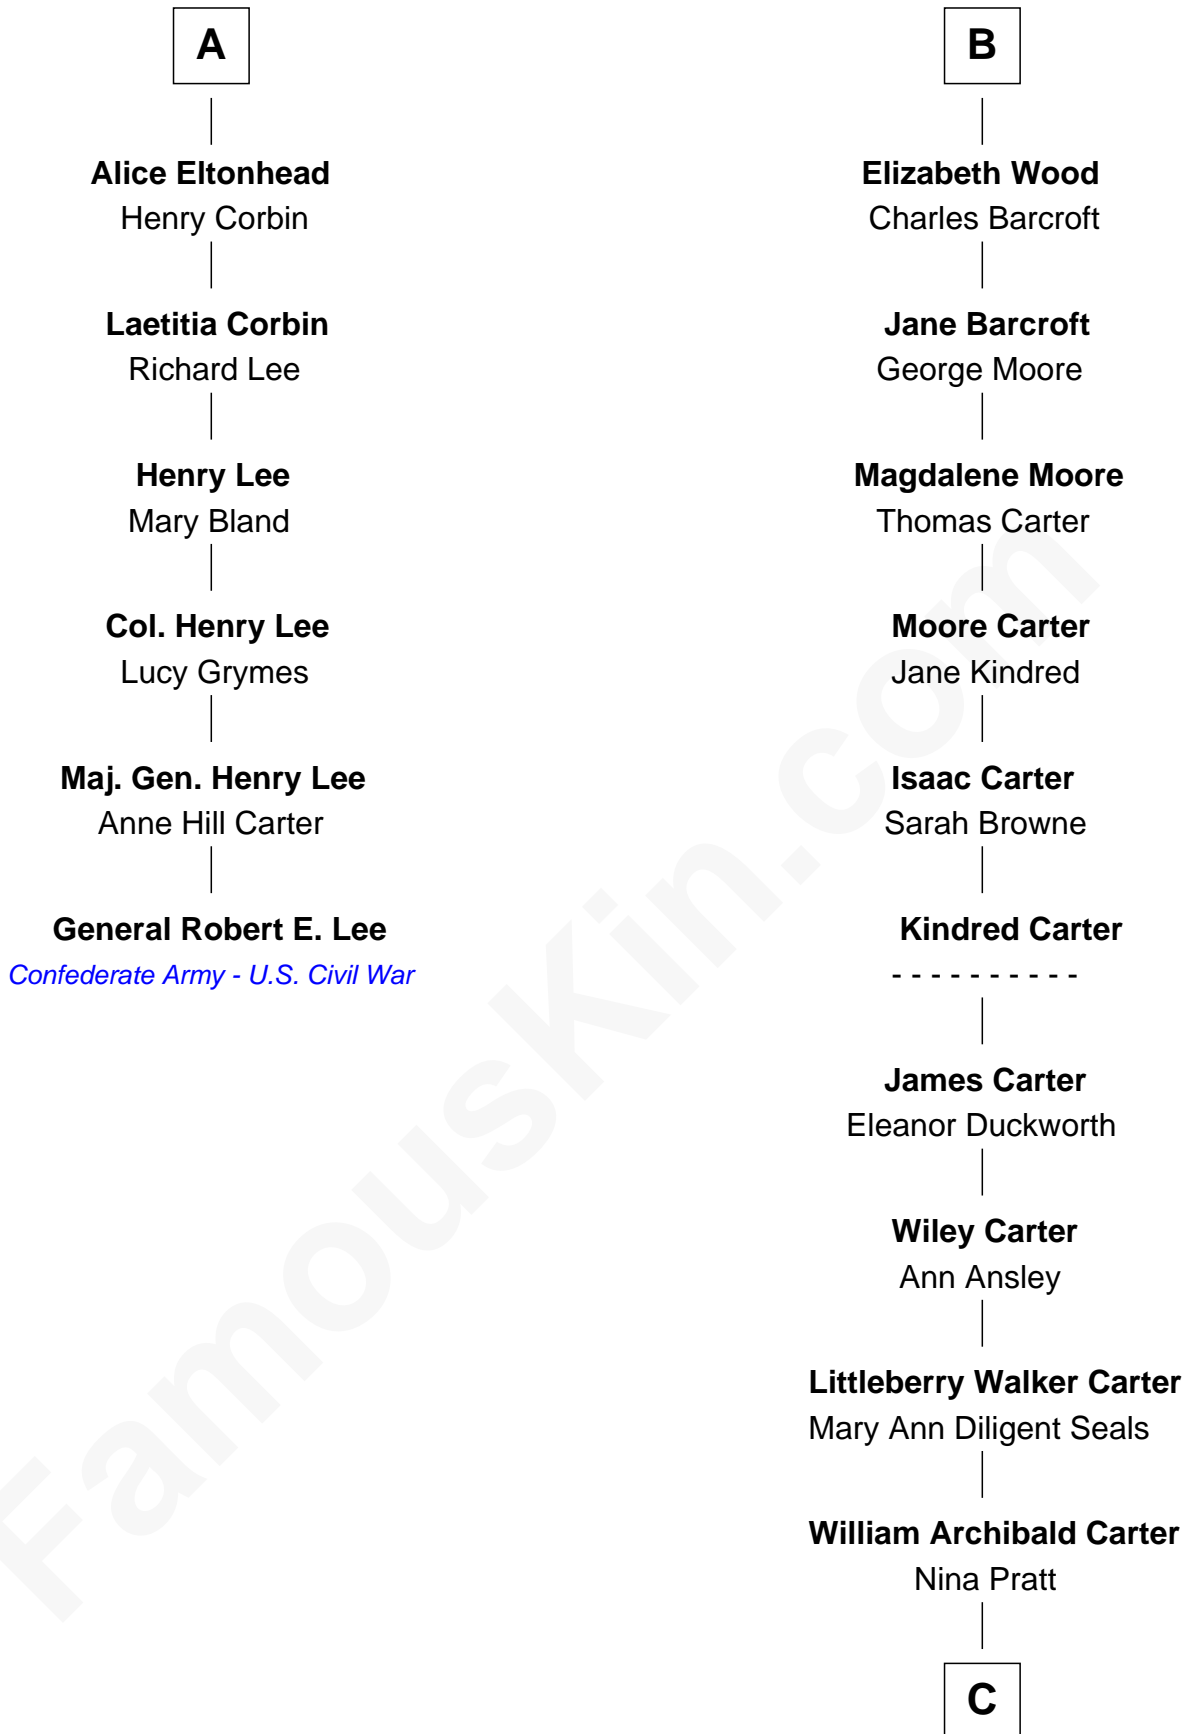 A
Alice Eltonhead
Henry Corbin
Laetitia Corbin
Richard Lee
Henry Lee
Mary Bland
Col. Henry Lee
Lucy Grymes
Maj. Gen. Henry Lee
Anne Hill Carter
General Robert E. Lee
Confederate Army - U.S. Civil War
B
Elizabeth Wood
Charles Barcroft
Jane Barcroft
George Moore
Magdalene Moore
Thomas Carter
Moore Carter
Jane Kindred
Isaac Carter
Sarah Browne
Kindred Carter
- - - - - - - - - -
James Carter
Eleanor Duckworth
Wiley Carter
Ann Ansley
Littleberry Walker Carter
Mary Ann Diligent Seals
William Archibald Carter
Nina Pratt
C
FamousKin.com